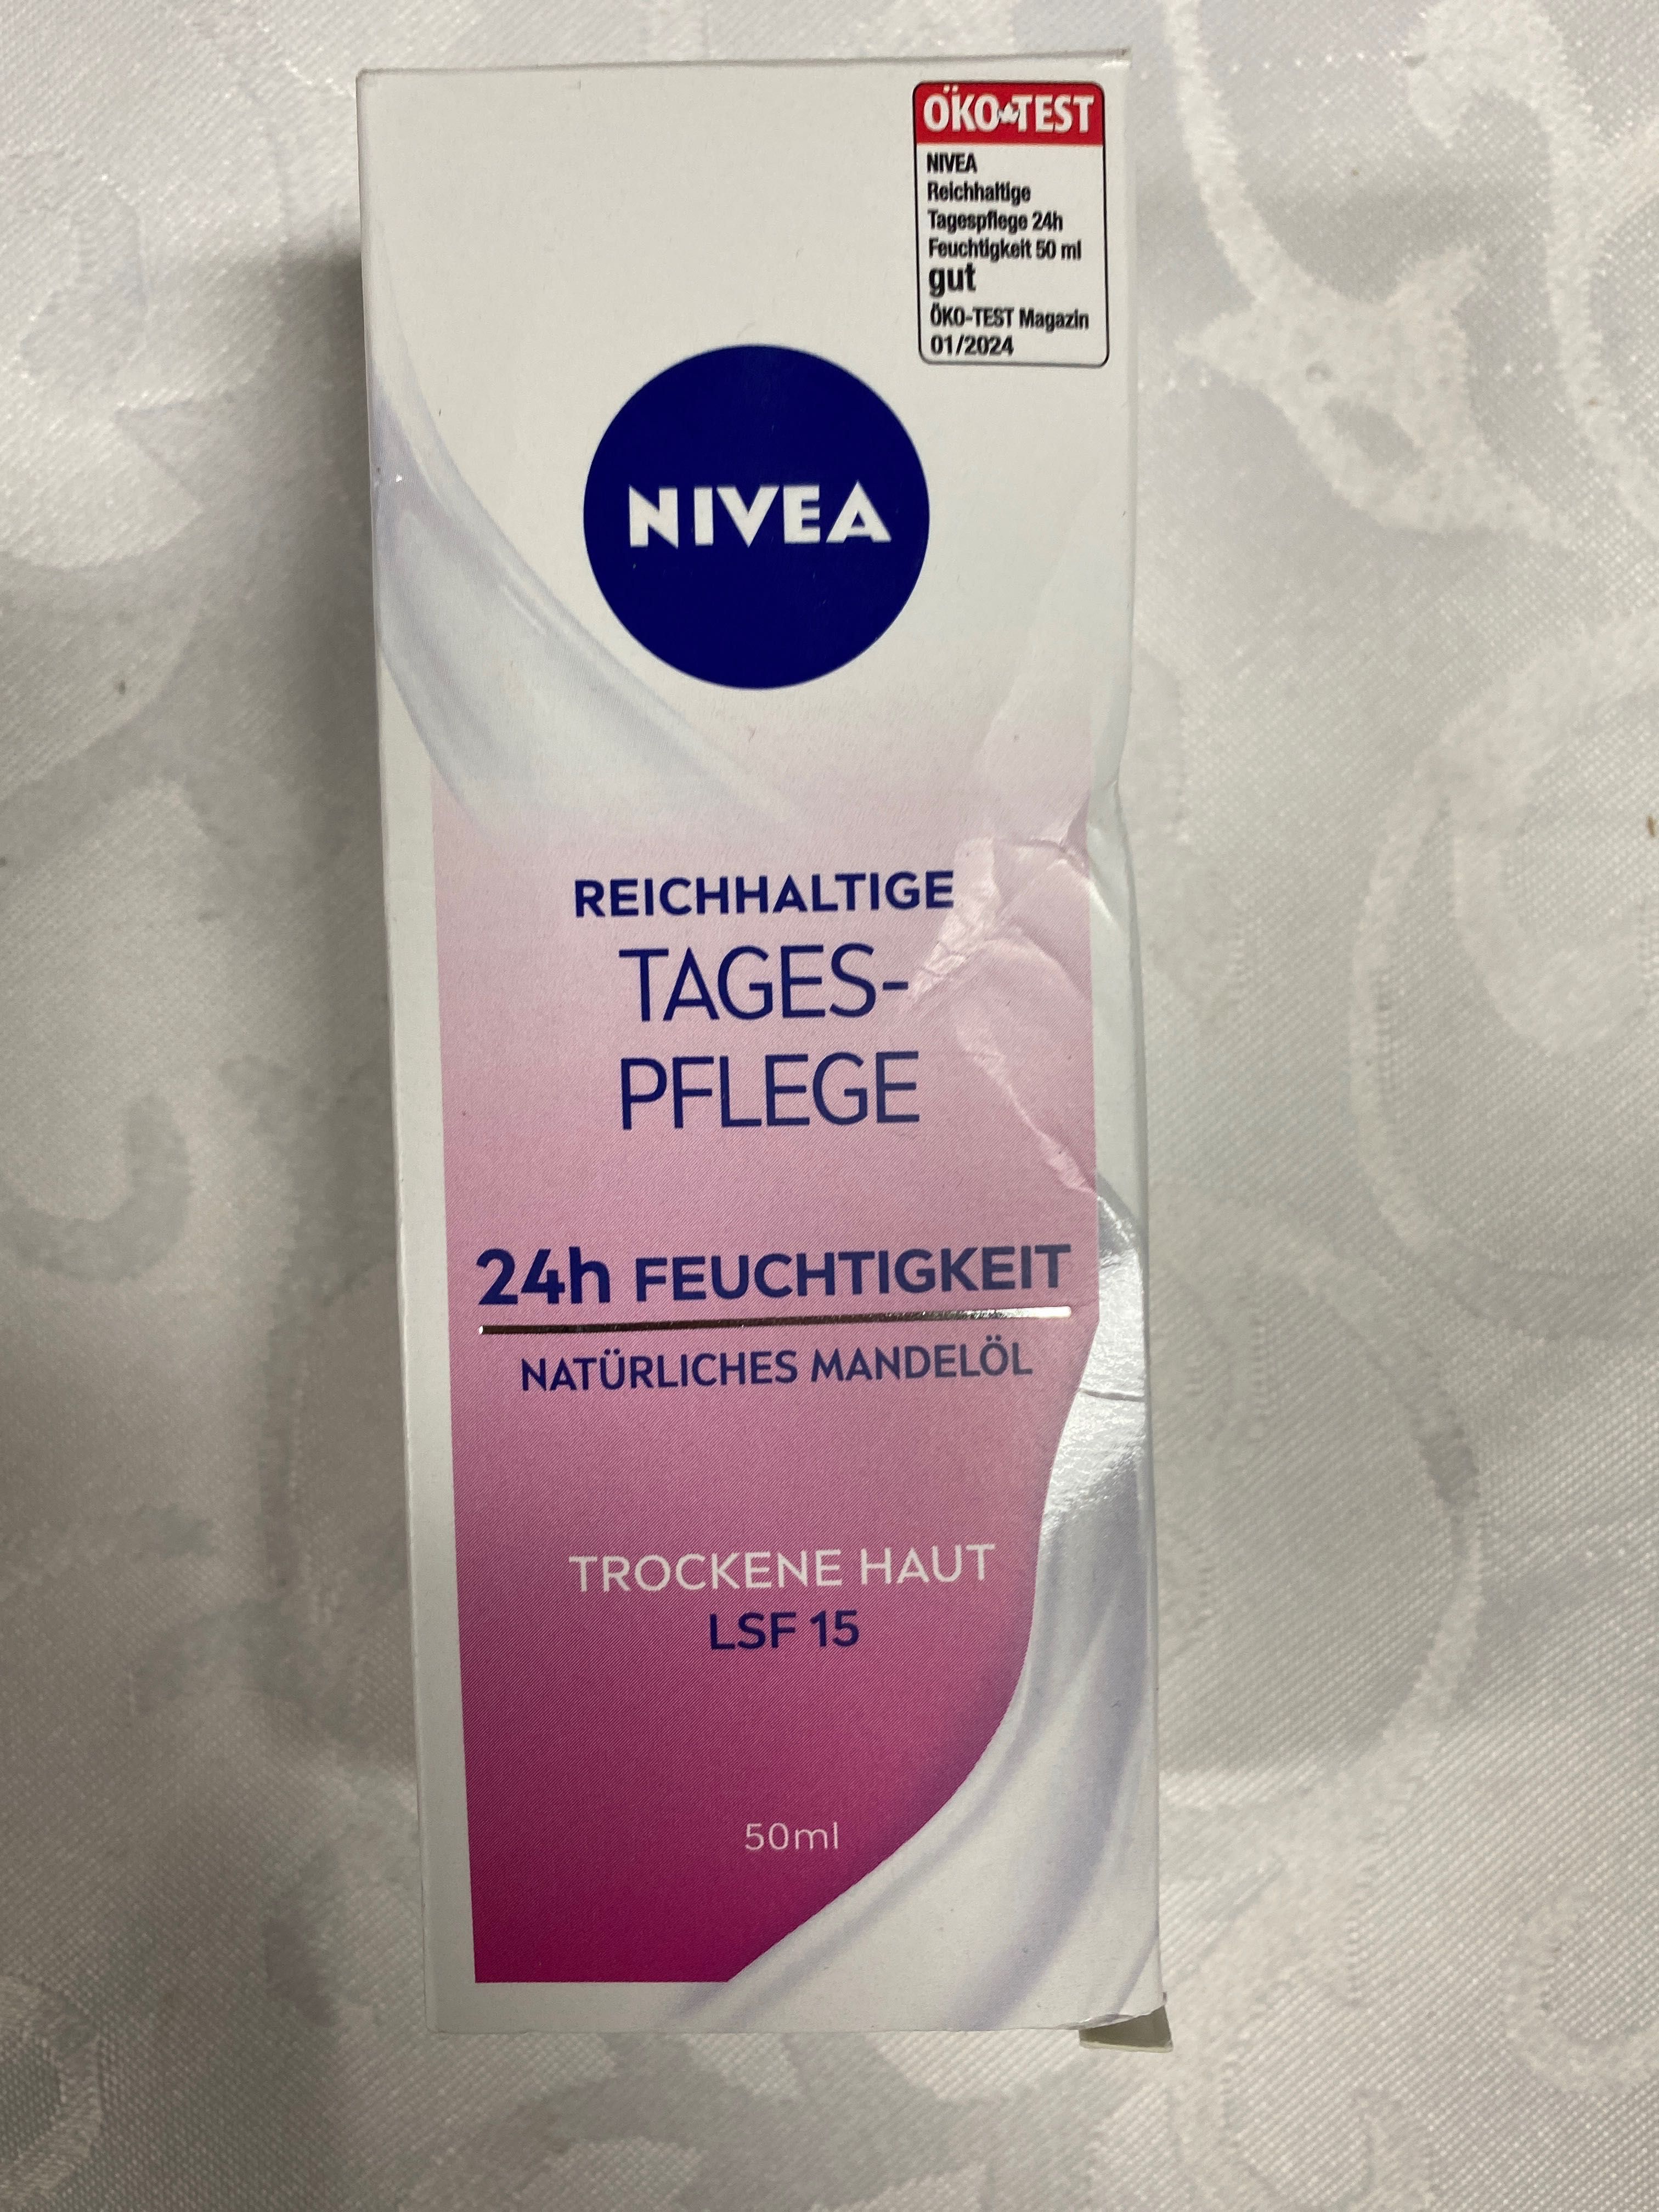 ÖKO-TEST
NIVEA
Reichhaltige
Tagespflege 24h
Feuchtigkeit 50 ml
gut
ÖKO-TEST Magazin
01/2024
NIVEA
REICHHALTIGE
TAGES-
PFLEGE
24h FEUCHTIGKEIT
NATÜRLICHES MANDELÖL
TROCKENE HAUT
LSF 15
50ml